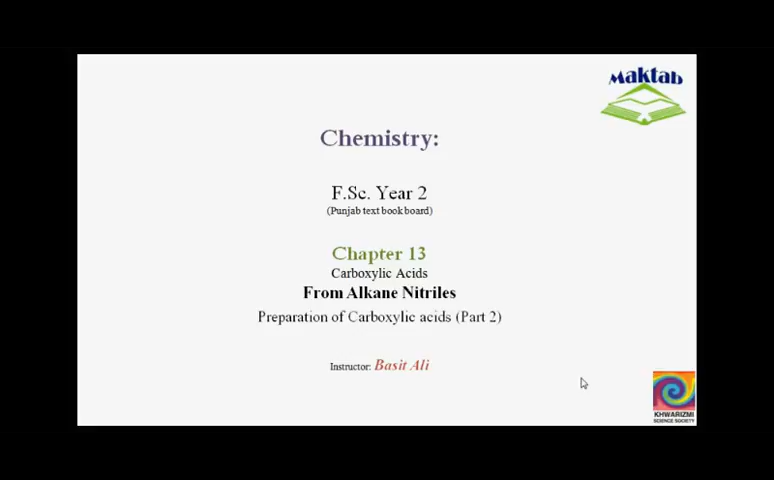 Maktab
Chemistry:
F.Sc. Year 2
(Punjab text book board)
Chapter 13
Carboxylic Acids
From Alkane Nitriles
Preparation of Carboxylic acids (Part 2)
Instructor: Basit Ali
KHWARIZMI
SCIENCE SOCIETY